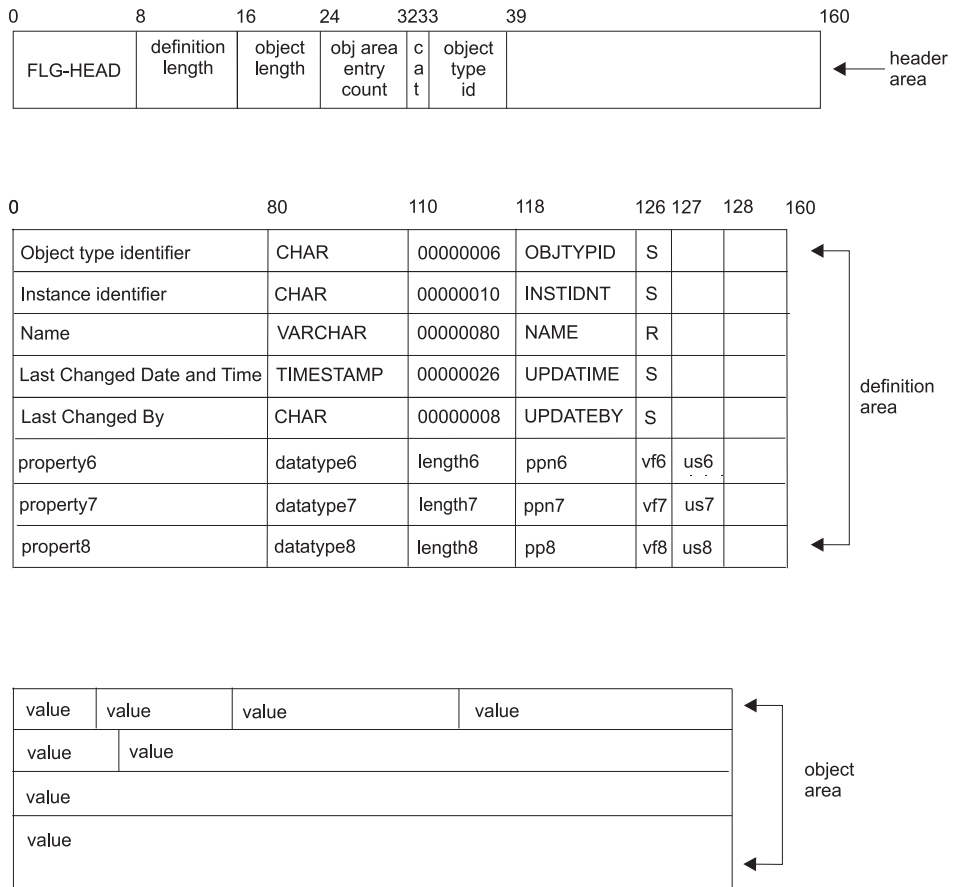 0 8 16 24 32 33 39 160
FLG-HEAD definition length object length obj area entry count cat object type id
header area
0 80 110 118 126 127 128 160
Object type identifier CHAR 00000006 OBJTYPID S
Instance identifier CHAR 00000010 INSTIDNT S
Name VARCHAR 00000080 NAME R
Last Changed Date and Time TIMESTAMP 00000026 UPDATIME S
Last Changed By CHAR 00000008 UPDATEBY S
property6 datatype6 length6 ppn6 vf6 us6
property7 datatype7 length7 ppn7 vf7 us7
propert8 datatype8 length8 pp8 vf8 us8
definition area
value value value value
value value
value
value
object area